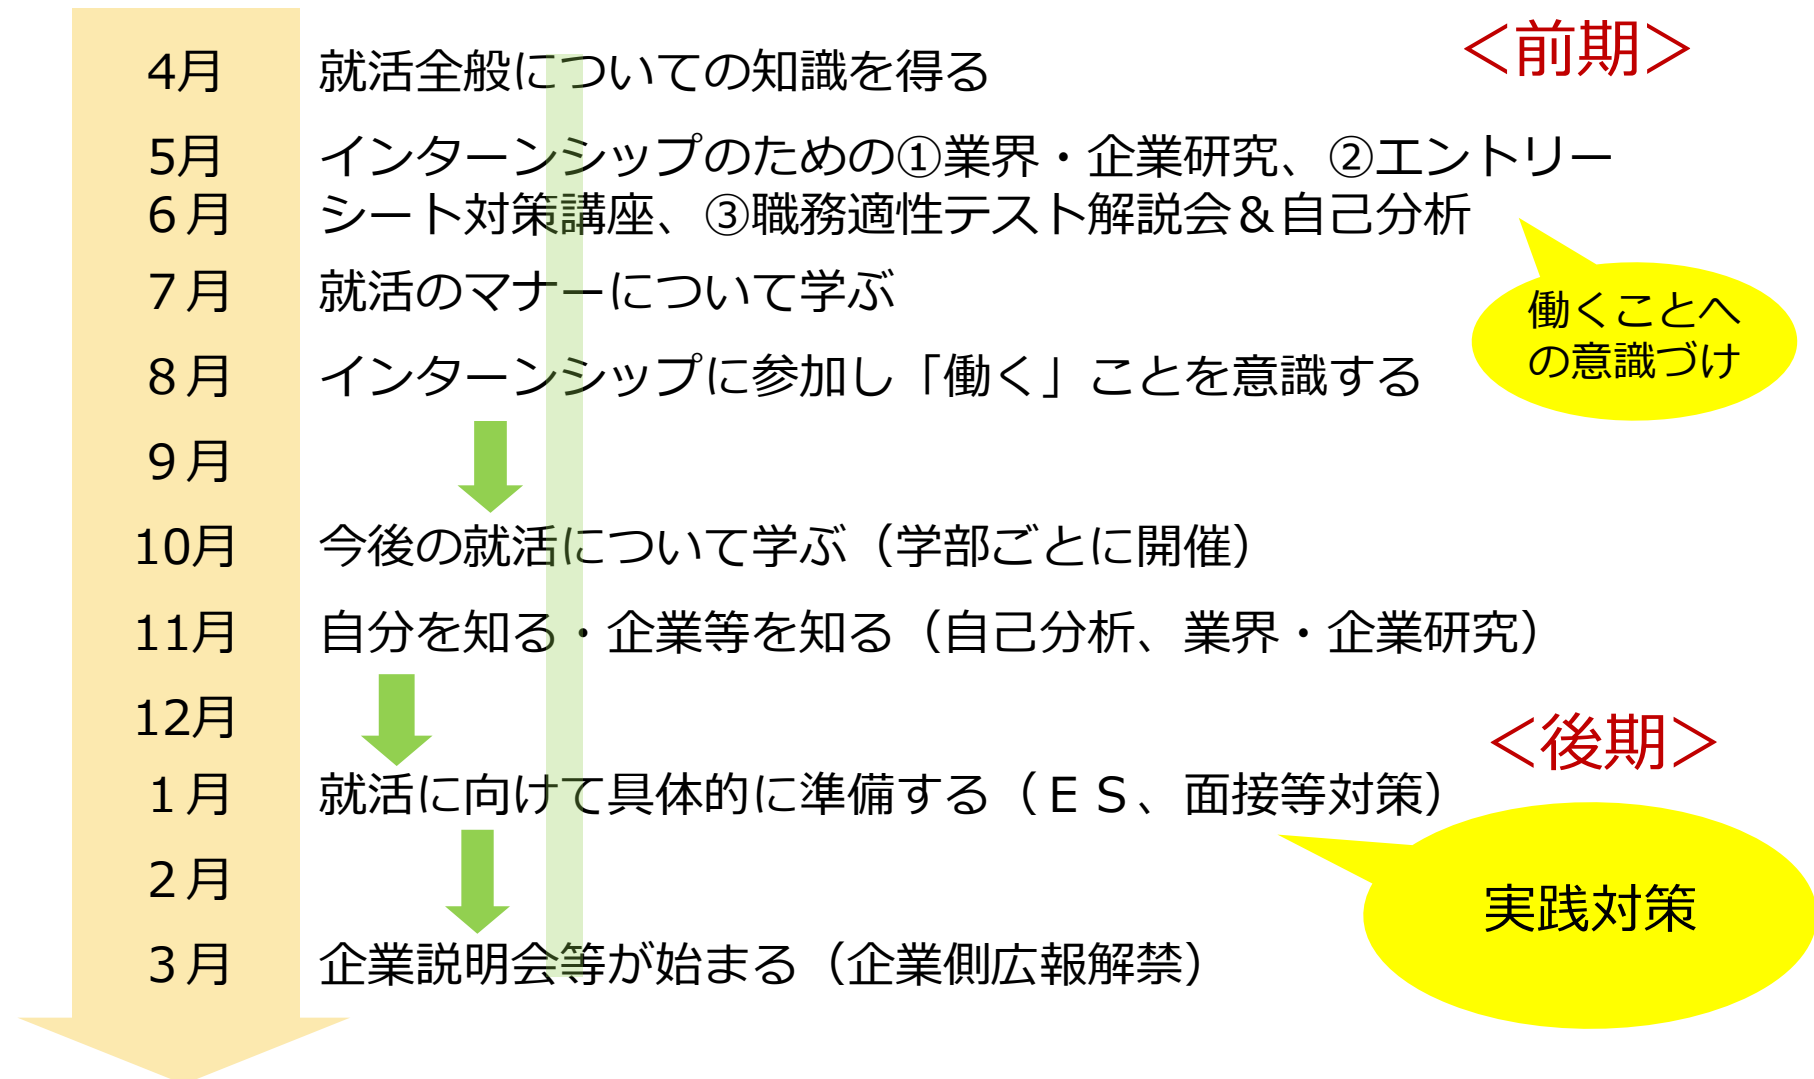 ＜前期＞
4月 就活全般についての知識を得る
5月 インターンシップのための①業界・企業研究、②エントリー
６月 シート対策講座、③職務適性テスト解説会＆自己分析
７月 就活のマナーについて学ぶ
働くことへ
の意識づけ
８月 インターンシップに参加し「働く」ことを意識する
９月
10月 今後の就活について学ぶ（学部ごとに開催）
11月 自分を知る・企業等を知る（自己分析、業界・企業研究）
12月
＜後期＞
１月 就活に向けて具体的に準備する（ＥＳ、面接等対策）
２月
実践対策
３月 企業説明会等が始まる（企業側広報解禁）